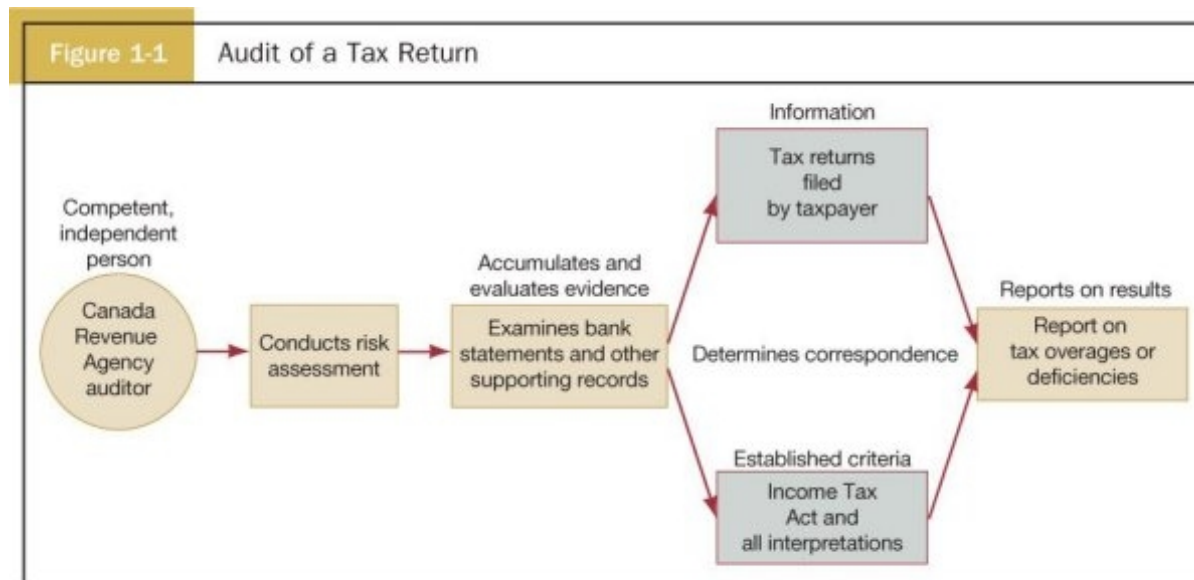 Figure 1-1
Audit of a Tax Return
Competent,
independent
person
Canada
Revenue
Agency
auditor
Conducts risk
assessment
Accumulates and
evaluates evidence
Examines bank
statements and other
supporting records
Information
Tax returns
filed
by taxpayer
Determines correspondence
Established criteria
Income Tax
Act and
all interpretations
Reports on results
Report on
tax overages or
deficiencies